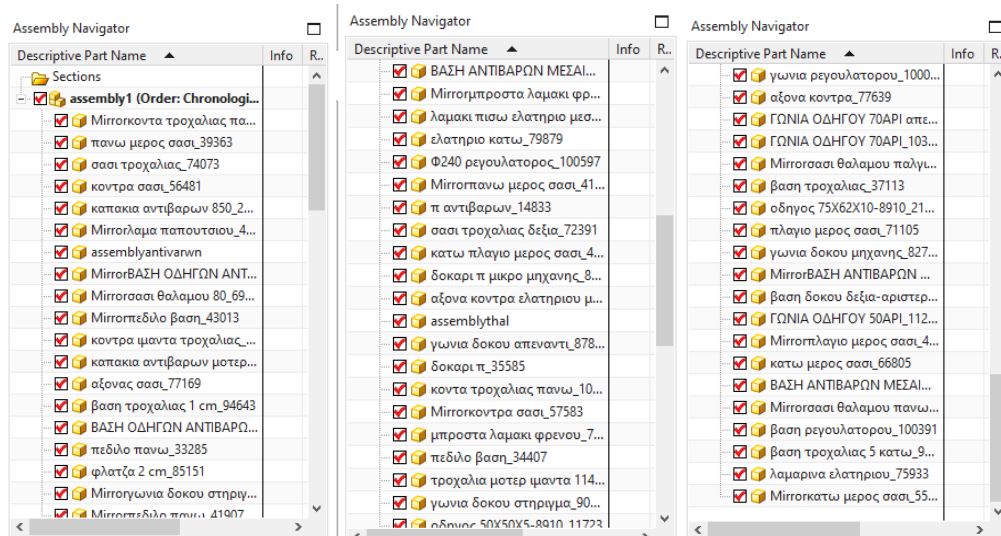 Assembly Navigator
Descriptive Part Name Info R..
Sections
assembly1 (Order: Chronologi...
Mirrorκοντα τροχαλιας πα...
πανω μερος σασι_39363
σασι τροχαλιας_74073
κοντρα σασι_56481
καπακια αντιβαρων 850_2...
Mirrorλαμα παπουτσιου_4...
assemblyantivarwn
MirrorΒΑΣΗ ΟΔΗΓΩΝ ΑΝΤ...
Mirrorσασι θαλαμου 80_69...
Mirrorπεδιλο βαση_43013
κοντρα ιμαντα τροχαλιας_...
καπακια αντιβαρων μοτερ...
αξονας σασι_77169
βαση τροχαλιας 1 cm_94643
ΒΑΣΗ ΟΔΗΓΩΝ ΑΝΤΙΒΑΡΩ...
πεδιλο πανω_33285
φλατζα 2 cm_85151
Mirrorγωνια δοκου στηριγ...
Mirrorπεδιλο πανω_41907
Assembly Navigator
Descriptive Part Name Info R..
ΒΑΣΗ ΑΝΤΙΒΑΡΩΝ ΜΕΣΑΙ...
Mirrorμπροστα λαμακι φρ...
λαμακι πισω ελατηριο μεσ...
ελατηριο κατω_79879
Φ240 ρεγουλατορος_100597
Mirrorπανω μερος σασι_41...
π αντιβαρων_14833
σασι τροχαλιας δεξια_72391
κατω πλαγιο μερος σασι_4...
δοκαρι π μικρο μηχανης_8...
αξονα κοντρα ελατηριου μ...
assemblythal
γωνια δοκου απεναντι_878...
δοκαρι π_35585
κοντα τροχαλιας πανω_10...
Mirrorκοντρα σασι_57583
μπροστα λαμακι φρενου_7...
πεδιλο βαση_34407
τροχαλια μοτερ ιμαντα 114...
γωνια δοκου στηριγμα_90...
οδηγος 50X50X5-8910_11723
Assembly Navigator
Descriptive Part Name Info R..
γωνια ρεγουλατορου_1000...
αξονα κοντρα_77639
ΓΩΝΙΑ ΟΔΗΓΟΥ 70ΑΡΙ απε...
ΓΩΝΙΑ ΟΔΗΓΟΥ 70ΑΡΙ_103...
Mirrorσασι θαλαμου παλγι...
βαση τροχαλιας_37113
οδηγος 75X62X10-8910_21...
πλαγιο μερος σασι_71105
γωνια δοκου μηχανης_827...
MirrorΒΑΣΗ ΑΝΤΙΒΑΡΩΝ ...
βαση δοκου δεξια-αριστερ...
ΓΩΝΙΑ ΟΔΗΓΟΥ 50ΑΡΙ_112...
Mirrorπλαγιο μερος σασι_4...
κατω μερος σασι_66805
ΒΑΣΗ ΑΝΤΙΒΑΡΩΝ ΜΕΣΑΙ...
Mirrorσασι θαλαμου πανω...
βαση ρεγουλατορου_100391
βαση τροχαλιας 5 κατω_9...
λαμαρινα ελατηριου_75933
Mirrorκατω μερος σασι_55...